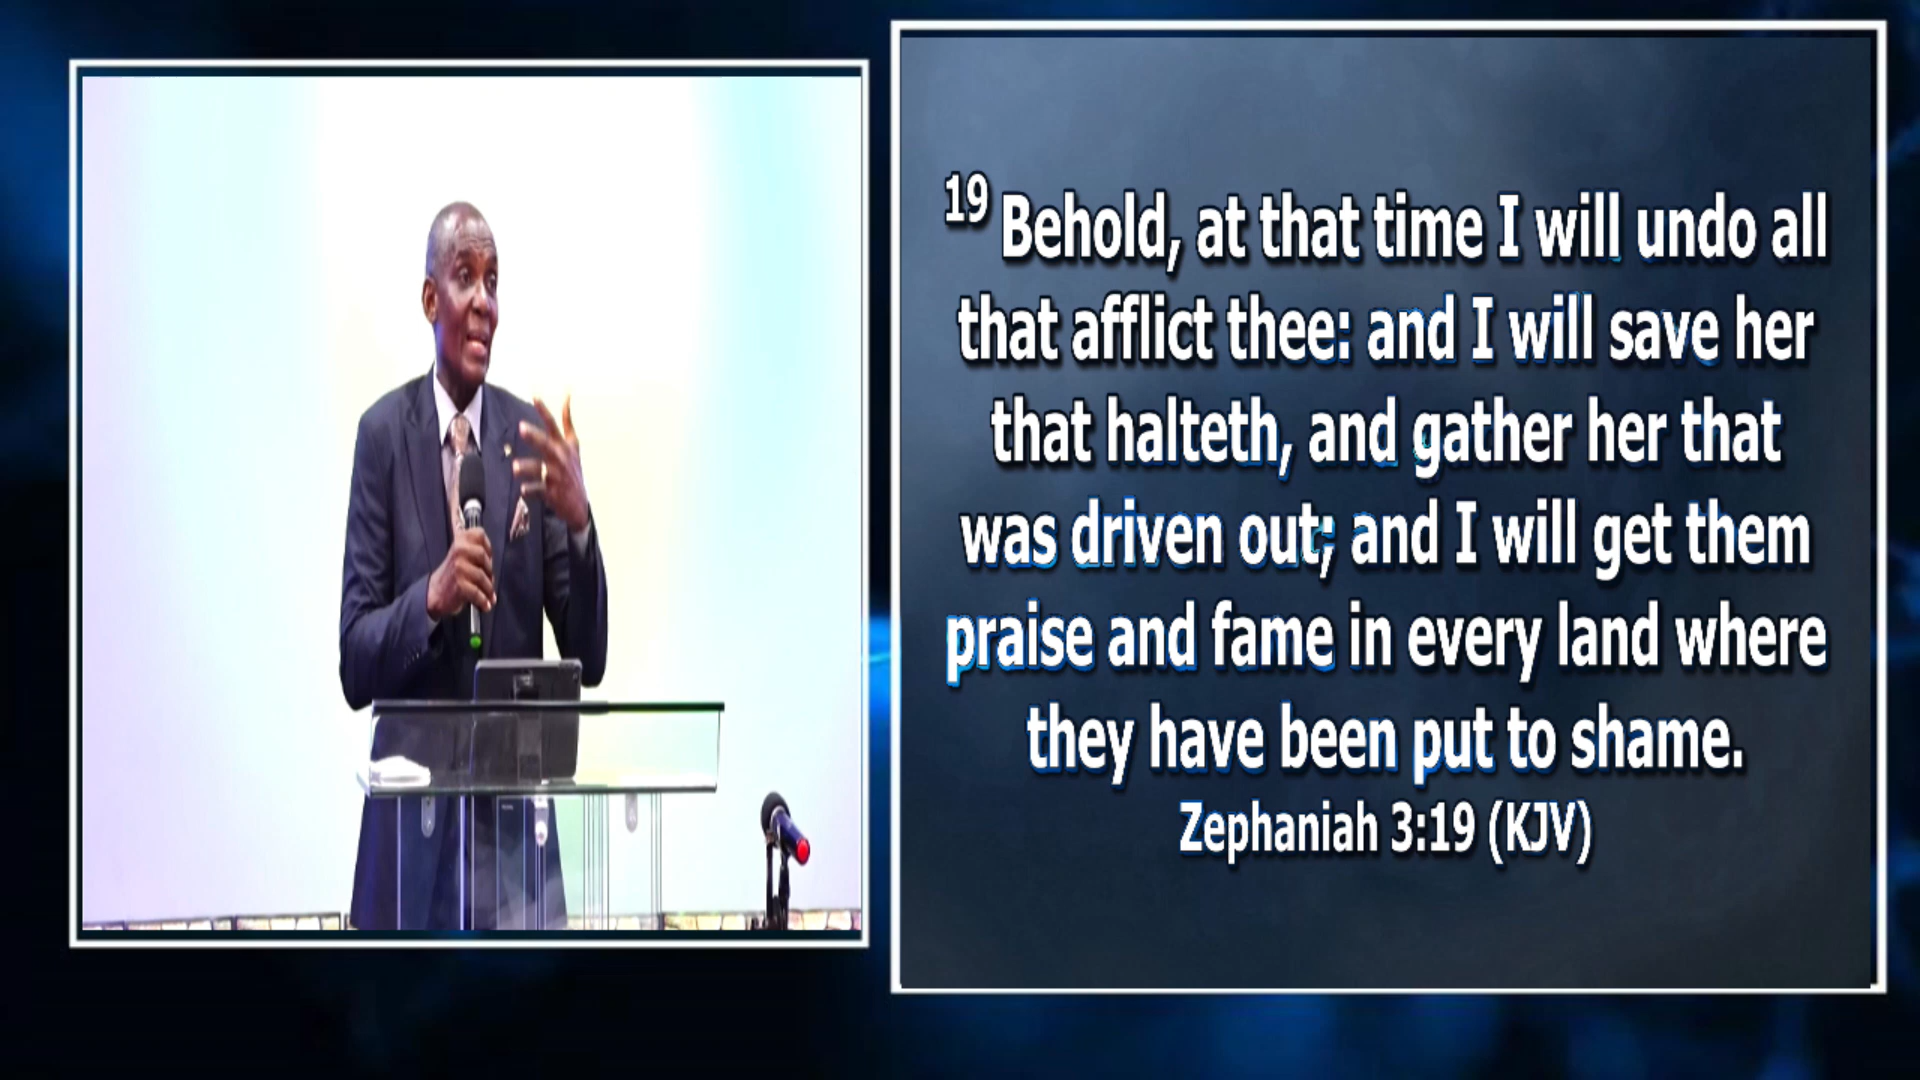 19 Behold, at that time I will undo all
that afflict thee: and I will save her
that halteth, and gather her that
was driven out; and I will get them
praise and fame in every land where
they have been put to shame.
Zephaniah 3:19 (KJV)